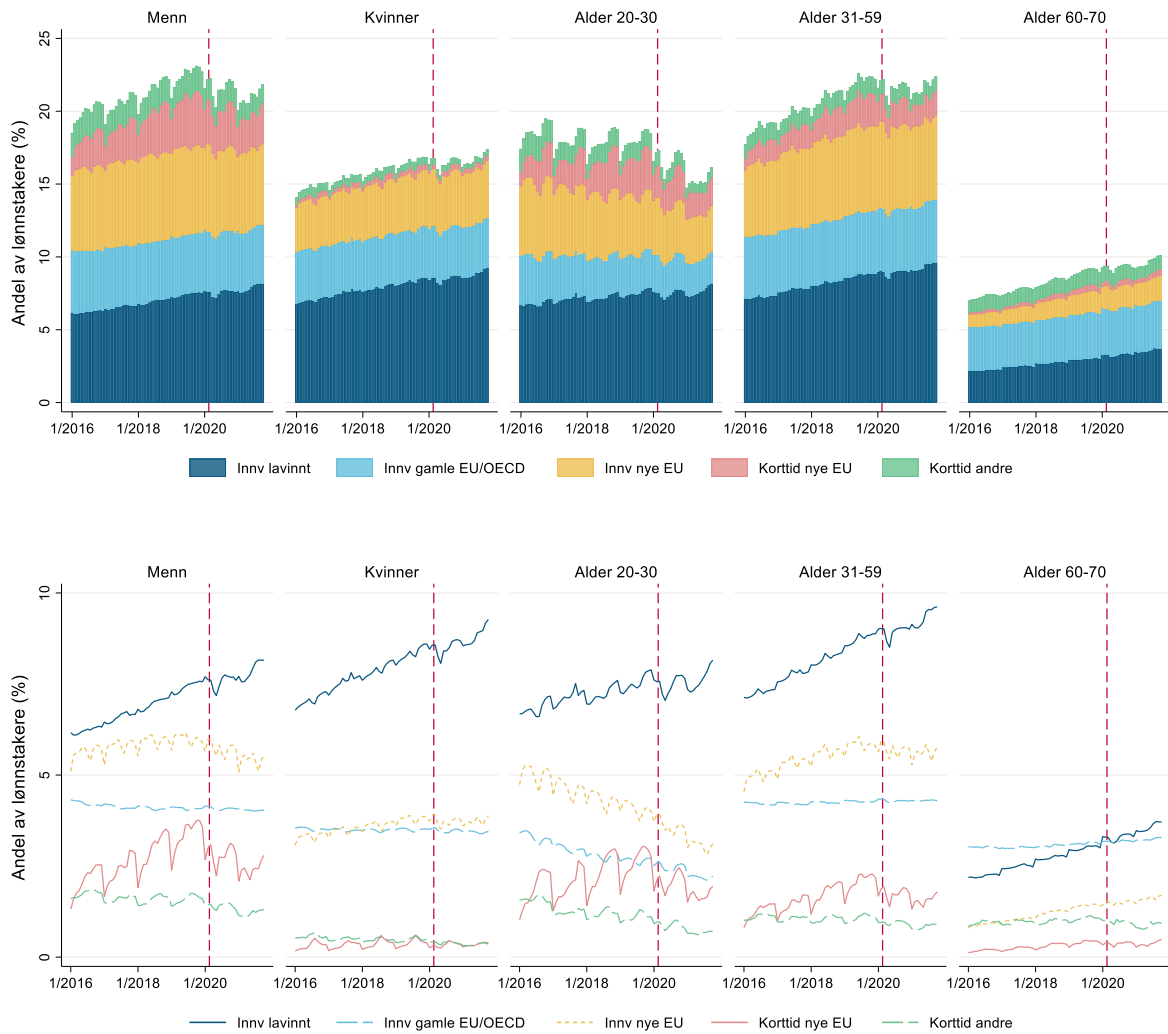 Menn Kvinner Alder 20-30 Alder 31-59 Alder 60-70
Andel av lønnstakere (%)
25
20
15
10
5
0
1/2016 1/2018 1/2020 1/2016 1/2018 1/2020 1/2016 1/2018 1/2020 1/2016 1/2018 1/2020 1/2016 1/2018 1/2020
Innv lavinnt Innv gamle EU/OECD Innv nye EU Korttid nye EU Korttid andre
Menn Kvinner Alder 20-30 Alder 31-59 Alder 60-70
Andel av lønnstakere (%)
10
5
0
1/2016 1/2018 1/2020 1/2016 1/2018 1/2020 1/2016 1/2018 1/2020 1/2016 1/2018 1/2020 1/2016 1/2018 1/2020
Innv lavinnt Innv gamle EU/OECD Innv nye EU Korttid nye EU Korttid andre